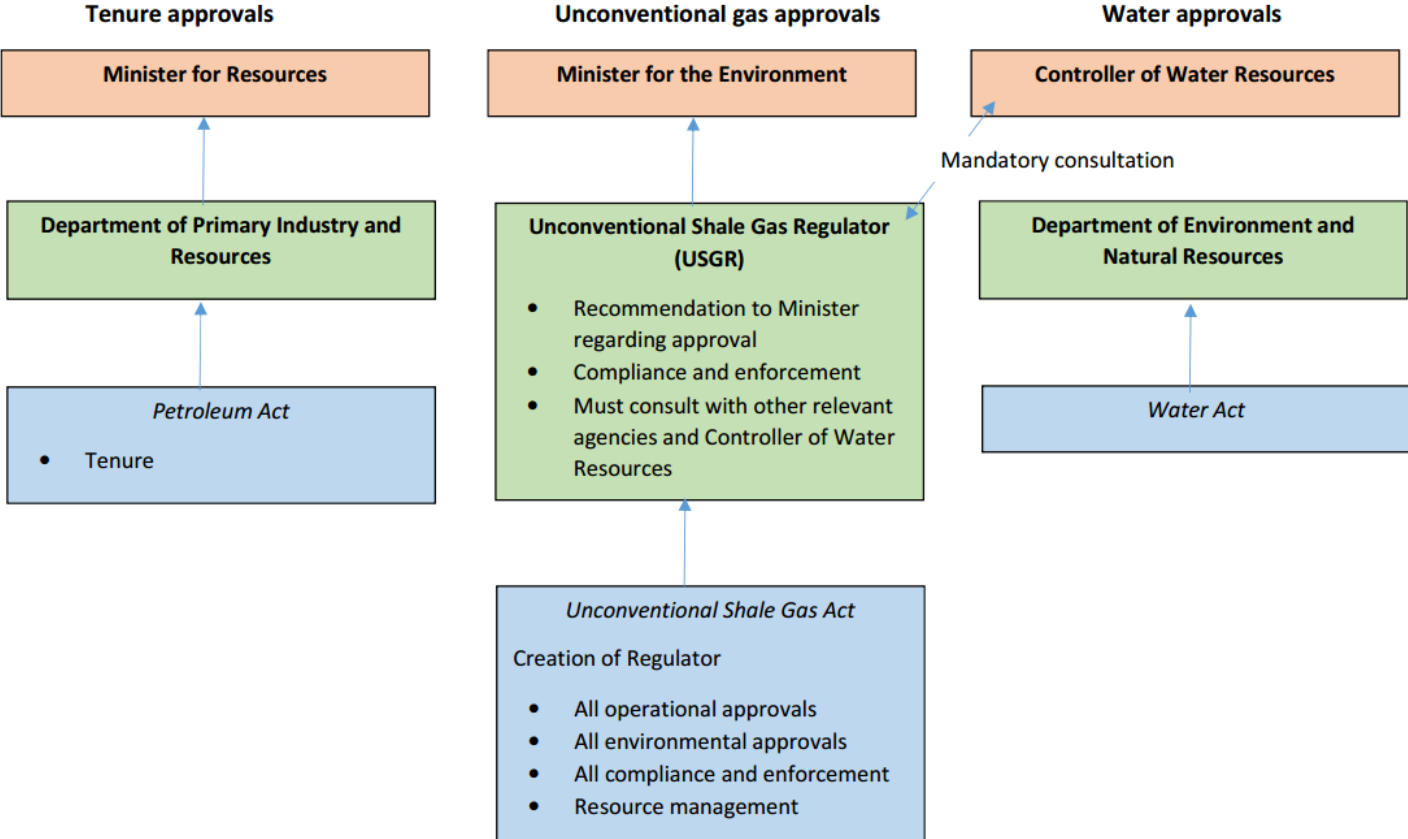 Tenure approvals
Unconventional gas approvals
Water approvals
Minister for Resources
Minister for the Environment
Controller of Water Resources
Mandatory consultation
Department of Primary Industry and
Resources
Unconventional Shale Gas Regulator
(USGR)
• Recommendation to Minister
regarding approval
• Compliance and enforcement
• Must consult with other relevant
agencies and Controller of Water
Resources
Department of Environment and
Natural Resources
Petroleum Act
• Tenure
Water Act
Unconventional Shale Gas Act
Creation of Regulator
• All operational approvals
• All environmental approvals
• All compliance and enforcement
• Resource management